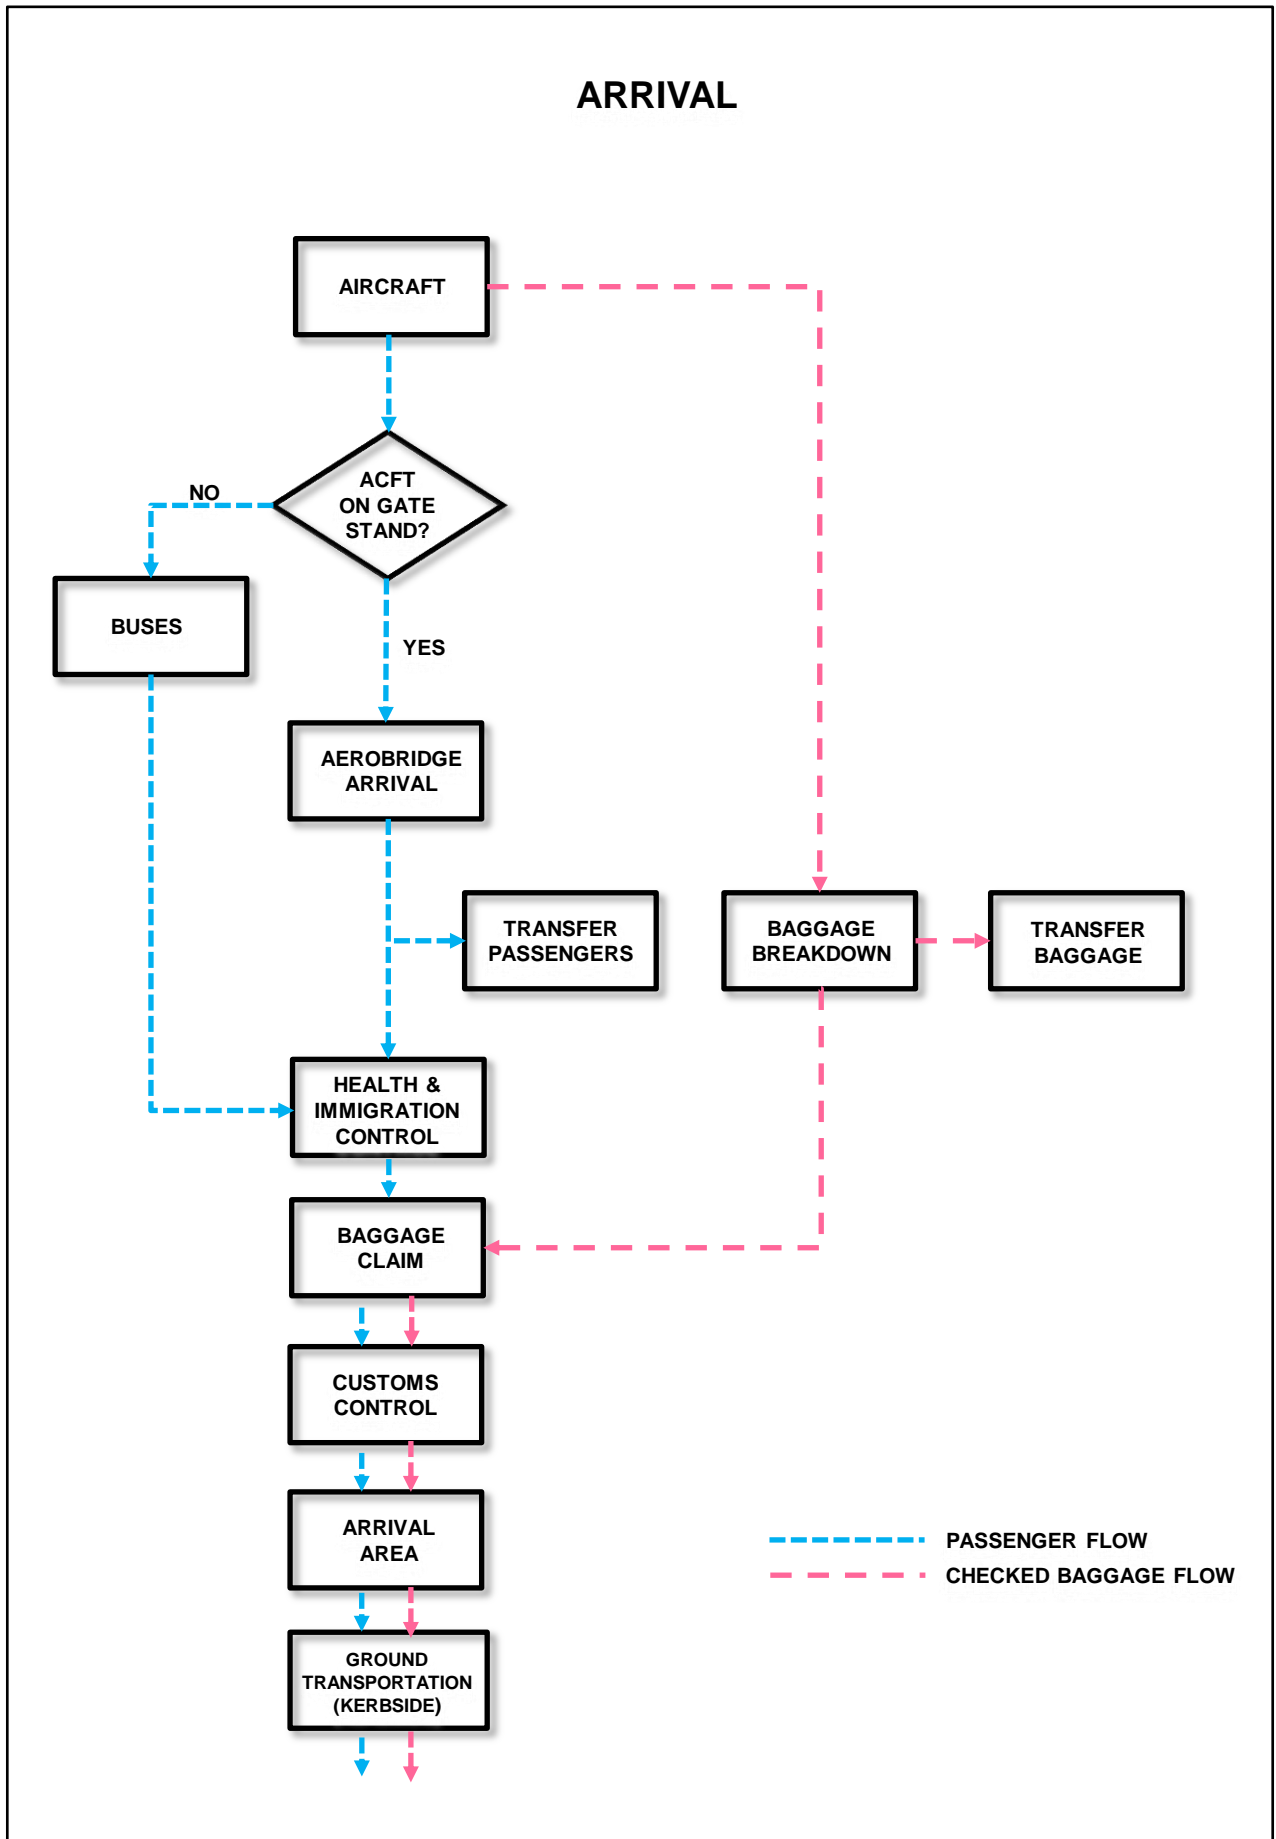 ARRIVAL
AIRCRAFT
ACFT
ON GATE
STAND?
NO
BUSES
YES
AEROBRIDGE
ARRIVAL
TRANSFER
PASSENGERS
BAGGAGE
BREAKDOWN
TRANSFER
BAGGAGE
HEALTH &
IMMIGRATION
CONTROL
BAGGAGE
CLAIM
CUSTOMS
CONTROL
ARRIVAL
AREA
PASSENGER FLOW
CHECKED BAGGAGE FLOW
GROUND
TRANSPORTATION
(KERBSIDE)